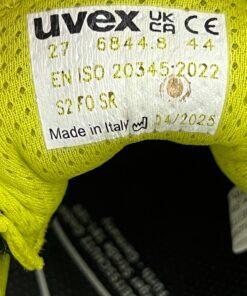 uvex UK CA CE
27 6844.8 44
EN ISO 20345:2022
S2 FO SR
Made in Italy 04/2025